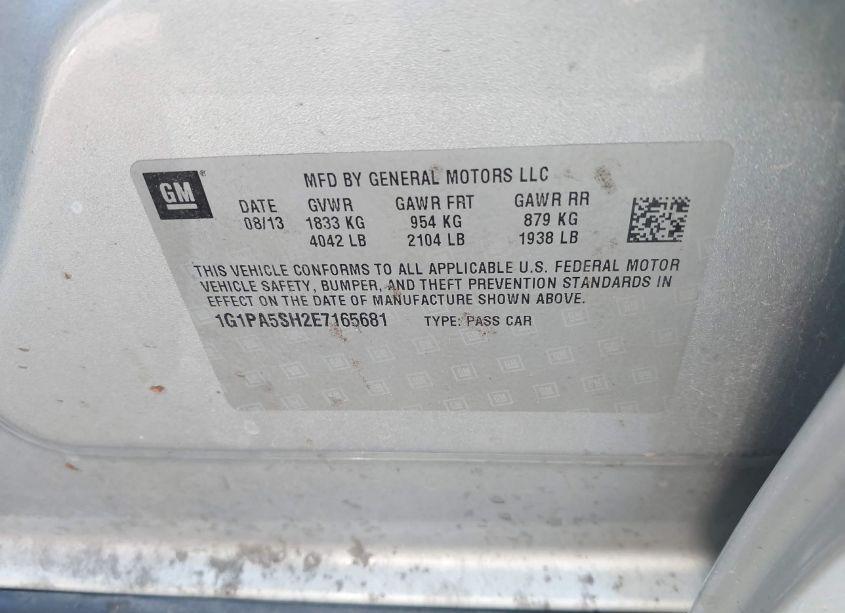 GM
MFD BY GENERAL MOTORS LLC
DATE GVWR GAWR FRT GAWR RR
08/13 1833 KG 954 KG 879 KG
4042 LB 2104 LB 1938 LB
THIS VEHICLE CONFORMS TO ALL APPLICABLE U.S. FEDERAL MOTOR
VEHICLE SAFETY, BUMPER, AND THEFT PREVENTION STANDARDS IN
EFFECT ON THE DATE OF MANUFACTURE SHOWN ABOVE.
1G1PA5SH2E7165681 TYPE: PASS CAR